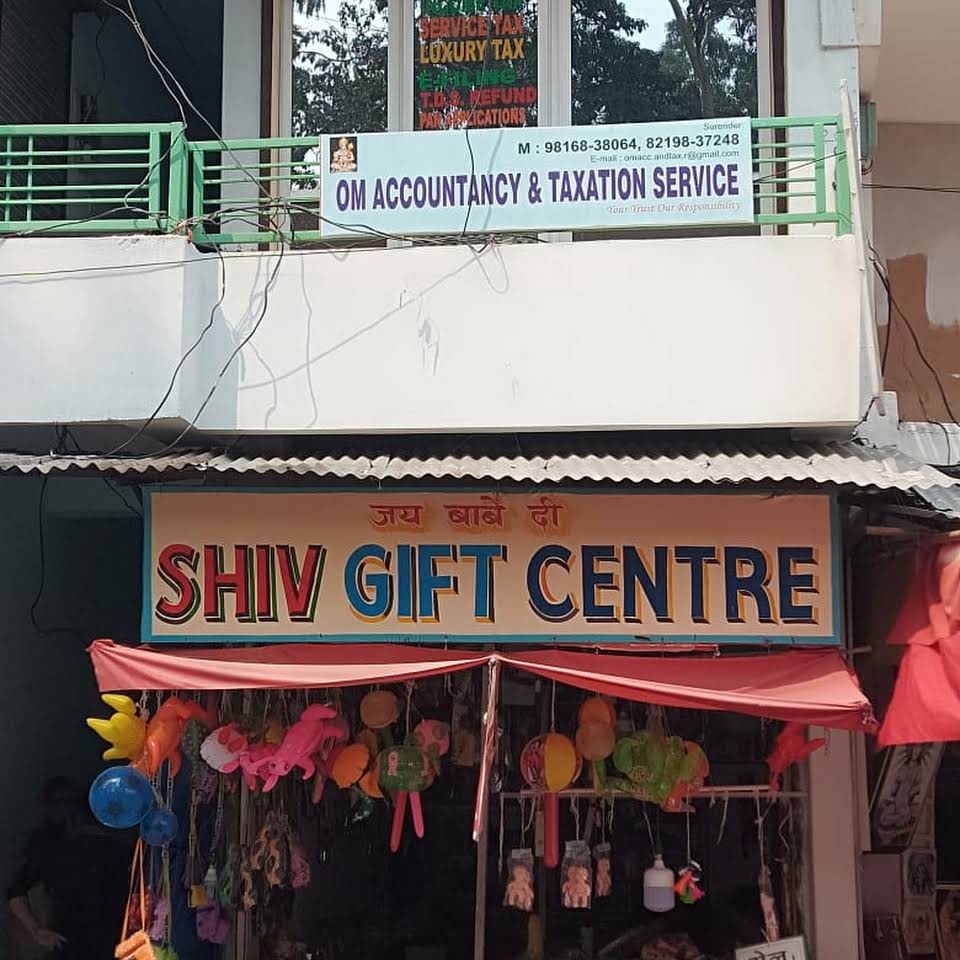 SERVICE TAX
LUXURY TAX
E-FILING
T.D.S. REFUND
PAN APPLICATIONS
Surender
M : 98168-38064, 82198-37248
E-mail : omacc.andtax.r@gmail.com
OM ACCOUNTANCY & TAXATION SERVICE
Your Trust Our Responsibility
जय बाबे दी
SHIV GIFT CENTRE